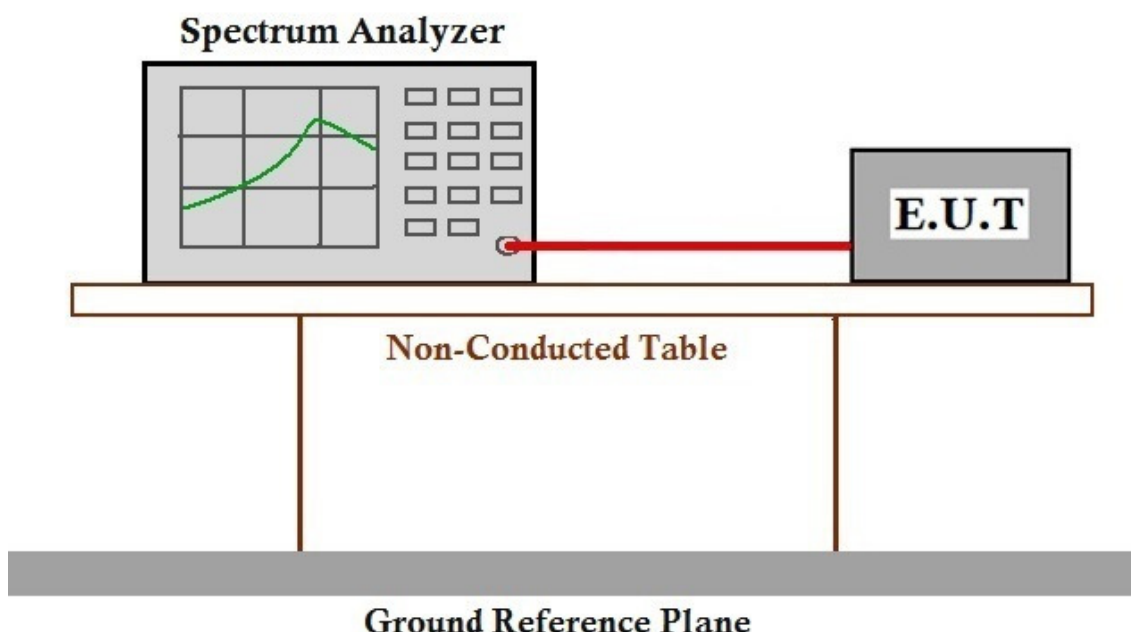 Spectrum Analyzer
E.U.T
Non-Conducted Table
Ground Reference Plane